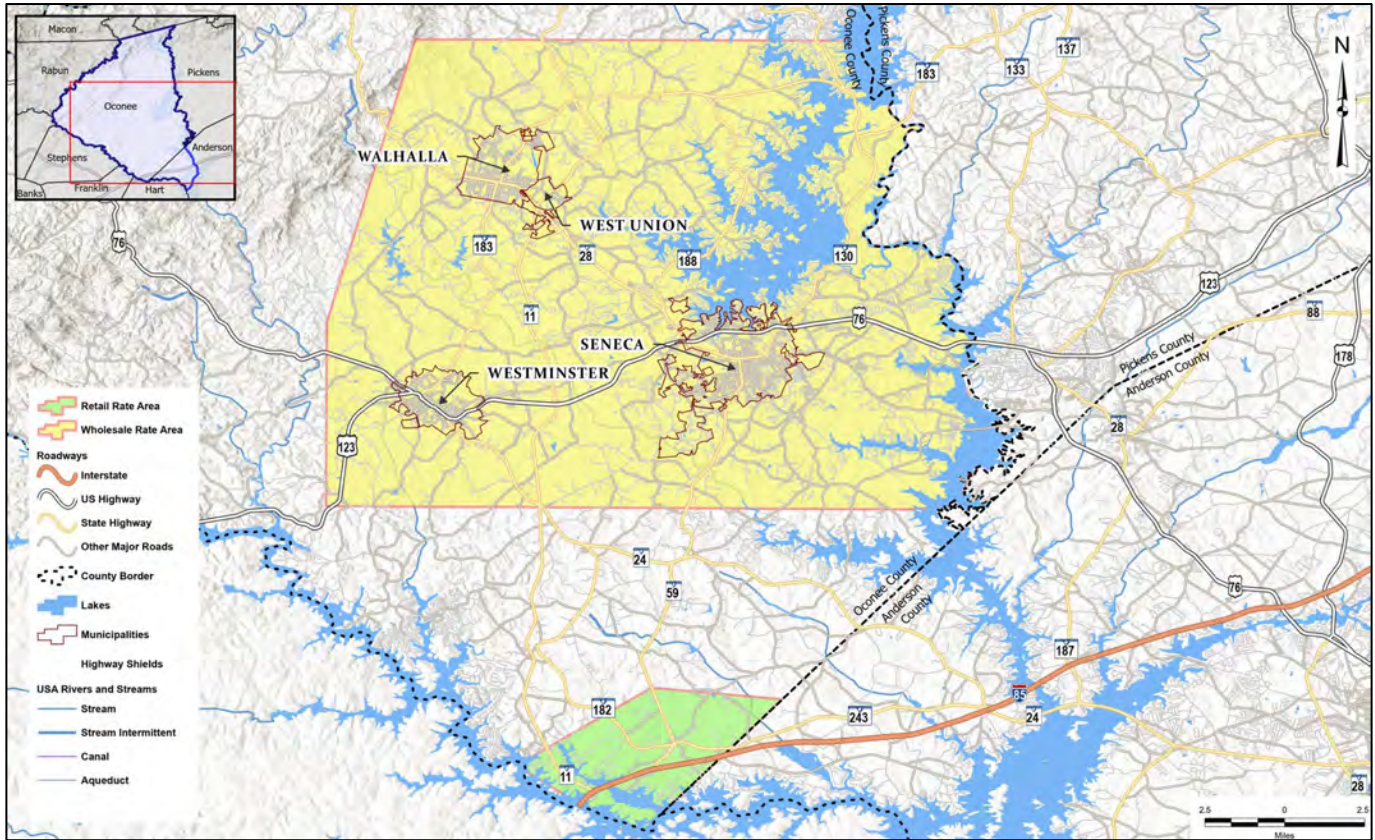 Macon
Rabun
Pickens
Oconee
Stephens
Anderson
Banks
Franklin
Hart
Oconee County
Pickens County
183
133
137
N
WALHALLA
WEST UNION
76
183
28
188
130
11
76
123
88
SENECA
178
WESTMINSTER
Pickens County
Anderson County
28
123
Retail Rate Area
Wholesale Rate Area
Roadways
Interstate
US Highway
State Highway
Other Major Roads
County Border
Lakes
Municipalities
Highway Shields
USA Rivers and Streams
Stream
Stream Intermittent
Canal
Aqueduct
24
59
Oconee County
Anderson
County
76
187
85
182
243
24
11
28
2.5
0
2.5
Miles